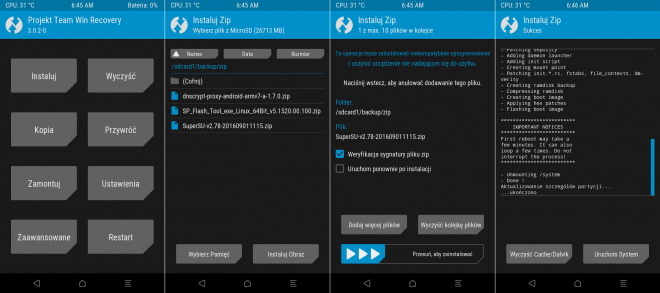 CPU: 31 °C
6:45 AM
Bateria: 0%
Projekt Team Win Recovery
3.0.2-0
Instaluj
Wyczyść
Kopia
Przywróć
Zamontuj
Ustawienia
Zaawansowane
Restart
CPU: 31 °C
6:45 AM
Instaluj Zip
Wybierz plik z MicroSD (26713 MB)
Nazwa
Data
Rozmiar
/sdcard1/backup/zip
(Cofnij)
dnscrypt-proxy-android-armv7-a-1.7.0.zip
SP_Flash_Tool_exe_Linux_64Bit_v5.1520.00.100.zip
SuperSU-v2.78-201609011115.zip
Wybierz Pamięć
Instaluj Obraz
CPU: 31 °C
6:45 AM
Instaluj Zip
1 z max. 10 plików w kolejce
Ta operacja może zainstalować niekompatybilne oprogramowanie
i uczynić urządzenie nie nadającym się do użytku.
Naciśnij wstecz, aby anulować dodawanie tego pliku.
Folder:
/sdcard1/backup/zip
Plik:
SuperSU-v2.78-201609011115.zip
Weryfikacja sygnatury pliku zip
Uruchom ponownie po instalacji
Dodaj więcej plików
Wyczyść kolejkę plików
Przesuń, aby zainstalować
CPU: 31 °C
6:46 AM
Instaluj Zip
Sukces
- Patching sepolicy
- Adding daemon launcher
- Adding init script
- Creating mount point
- Patching init.*.rc, fstabs, file_contexts, dm-
verity
- Creating ramdisk backup
- Compressing ramdisk
- Creating boot image
- Applying hex patches
- Flashing boot image
**************************
IMPORTANT NOTICES
**************************
First reboot may take a
few minutes. It can also
loop a few times. Do not
interrupt the process!
**************************
- Unmounting /system
- Done !
Aktualizowanie szczegółów partycji...
...ukończono
Wyczyść Cache/Dalvik
Uruchom System